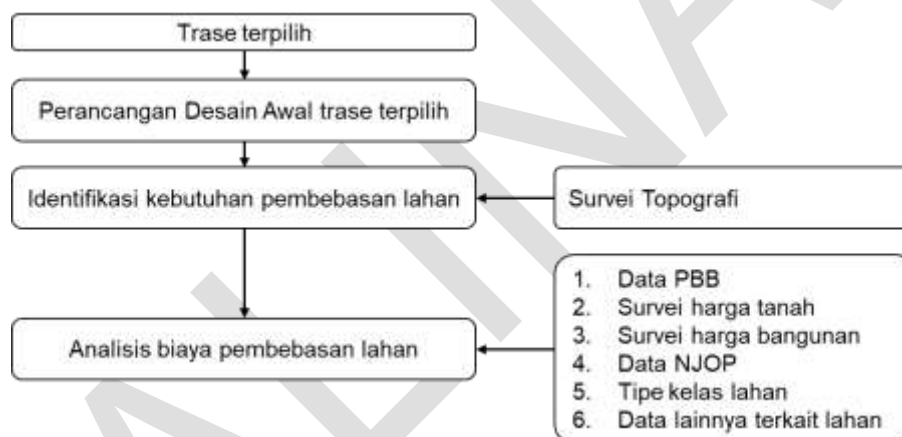 Trase terpilih
Perancangan Desain Awal trase terpilih
Identifikasi kebutuhan pembebasan lahan
Survei Topografi
Analisis biaya pembebasan lahan
1. Data PBB
2. Survei harga tanah
3. Survei harga bangunan
4. Data NJOP
5. Tipe kelas lahan
6. Data lainnya terkait lahan